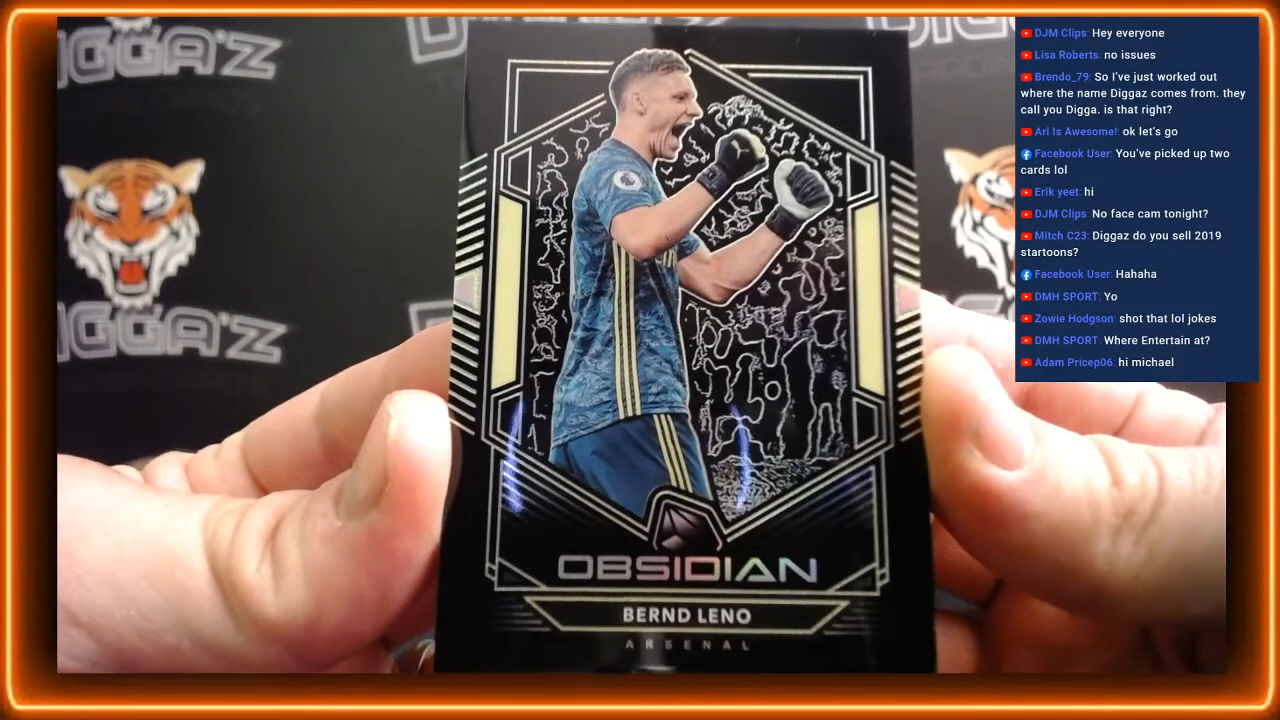 DIGGA'Z
DIGGA'Z
OBSIDIAN
BERND LENO
ARSENAL
DJM Clips: Hey everyone
Lisa Roberts: no issues
Brendo_79: So I've just worked out
where the name Diggaz comes from. they
call you Digga. is that right?
Ari Is Awesome!: ok let's go
Facebook User: You've picked up two
cards lol
Erik yeet: hi
DJM Clips: No face cam tonight?
Mitch C23: Diggaz do you sell 2019
startoons?
Facebook User: Hahaha
DMH SPORT: Yo
Zowie Hodgson: shot that lol jokes
DMH SPORT: Where Entertain at?
Adam Pricep06: hi michael